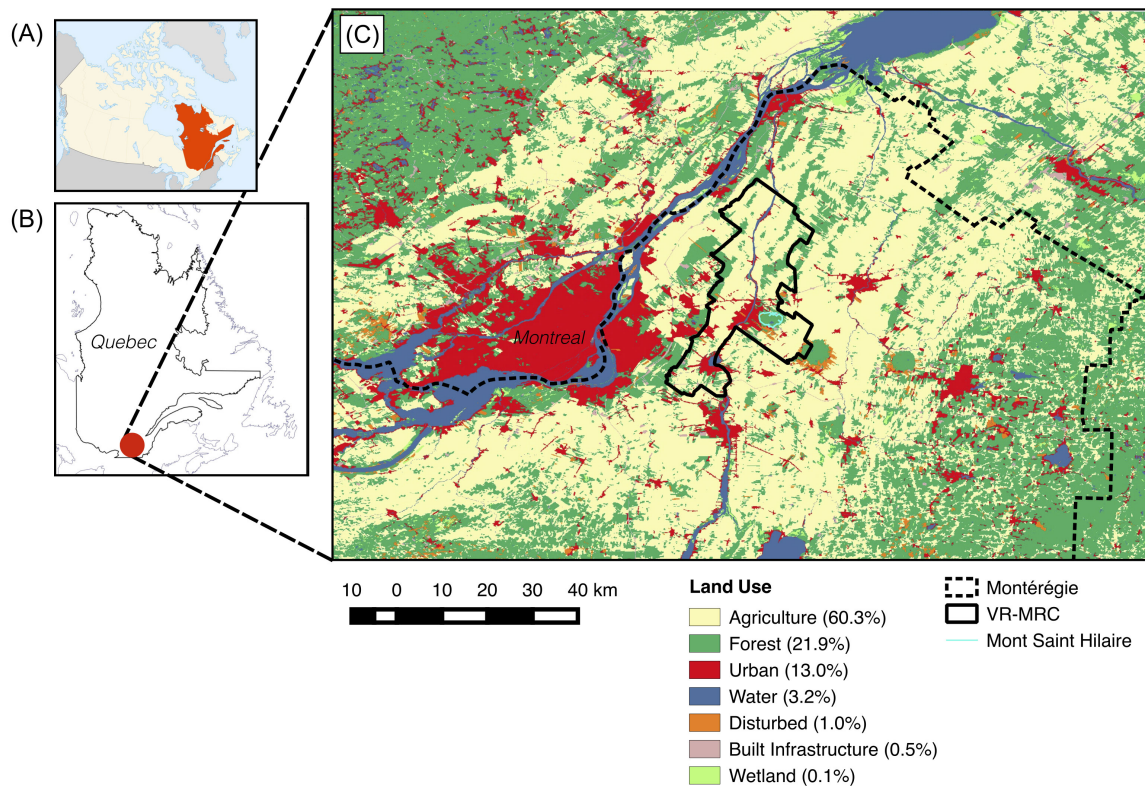 (A)
(B)
Quebec
(C)
Montreal
10 0 10 20 30 40 km
Land Use
Agriculture (60.3%)
Forest (21.9%)
Urban (13.0%)
Water (3.2%)
Disturbed (1.0%)
Built Infrastructure (0.5%)
Wetland (0.1%)
Montérégie
VR-MRC
Mont Saint Hilaire